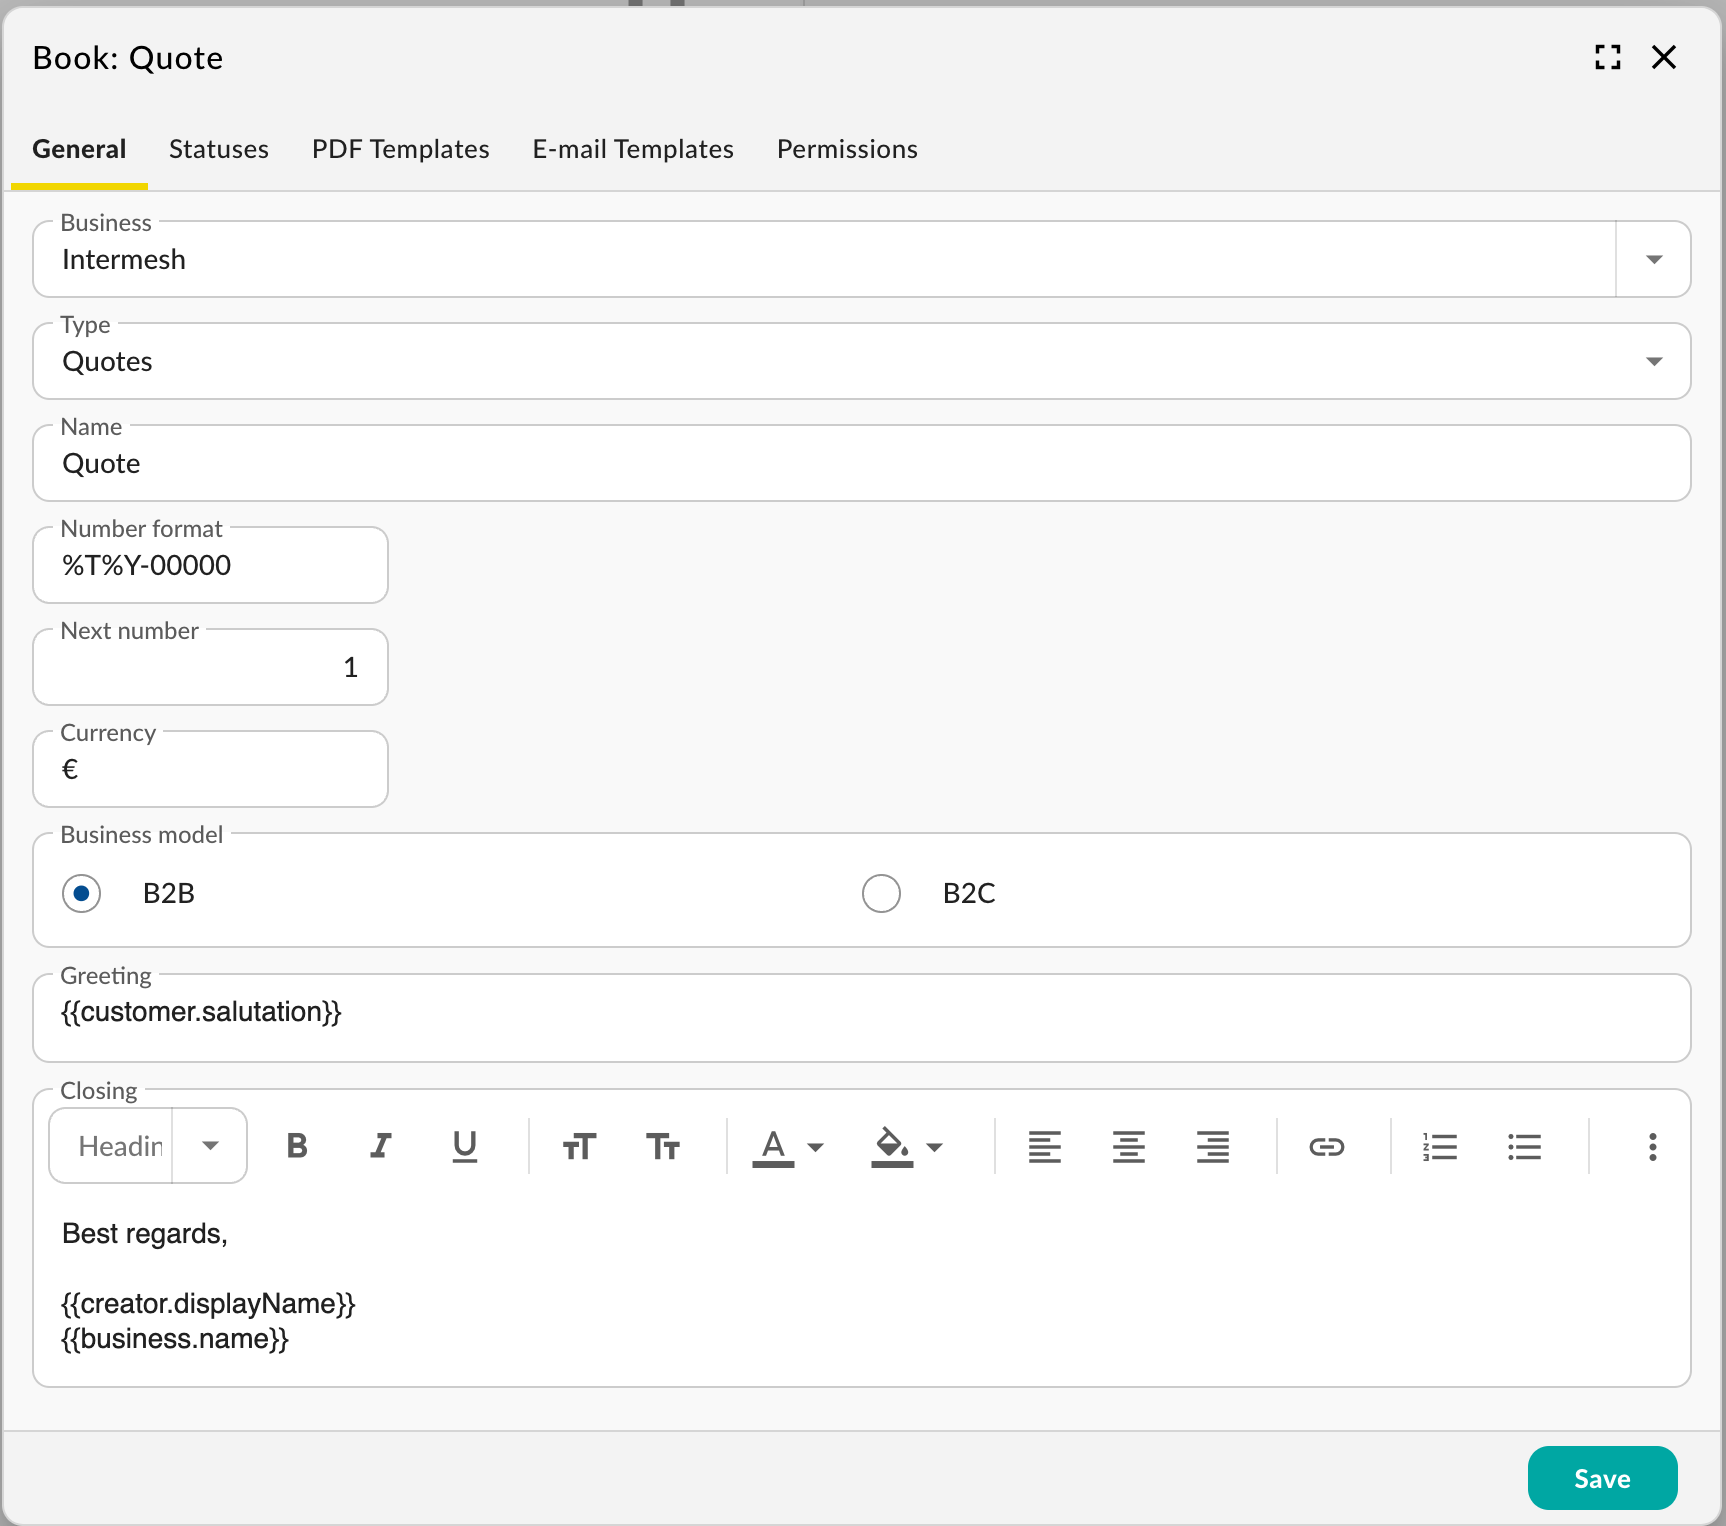 Book: Quote
General Statuses PDF Templates E-mail Templates Permissions
Business
Intermesh
Type
Quotes
Name
Quote
Number format
%T%Y-00000
Next number
1
Currency
€
Business model
B2B B2C
Greeting
{{customer.salutation}}
Closing
Headin
Best regards,
{{creator.displayName}}
{{business.name}}
Save